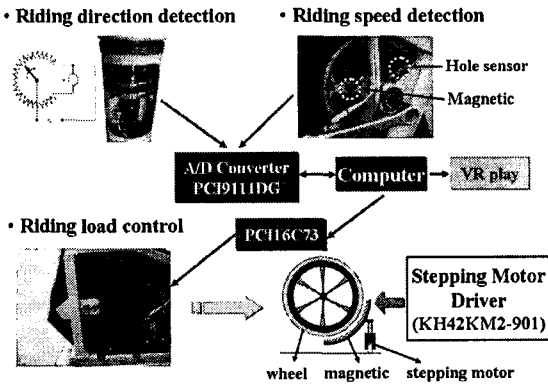 • Riding direction detection
• Riding speed detection
Hole sensor
Magnetic
A/D Converter
PCI9111DG
Computer
VR play
• Riding load control
PCI16C73
Stepping Motor
Driver
(KH42KM2-901)
wheel
magnetic
stepping motor